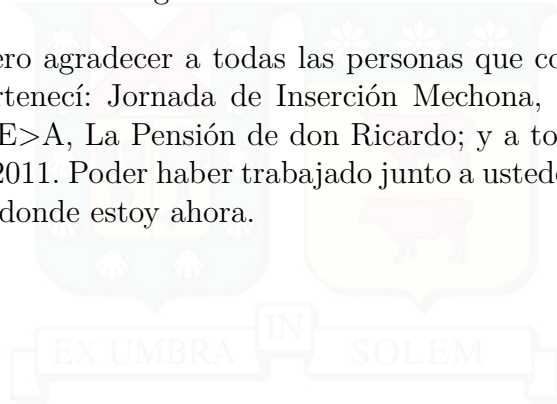 ero agradecer a todas las personas que co
rtenecí: Jornada de Inserción Mechona,
E>A, La Pensión de don Ricardo; y a to
2011. Poder haber trabajado junto a usted
donde estoy ahora.
EX UMBRA IN SOLEM